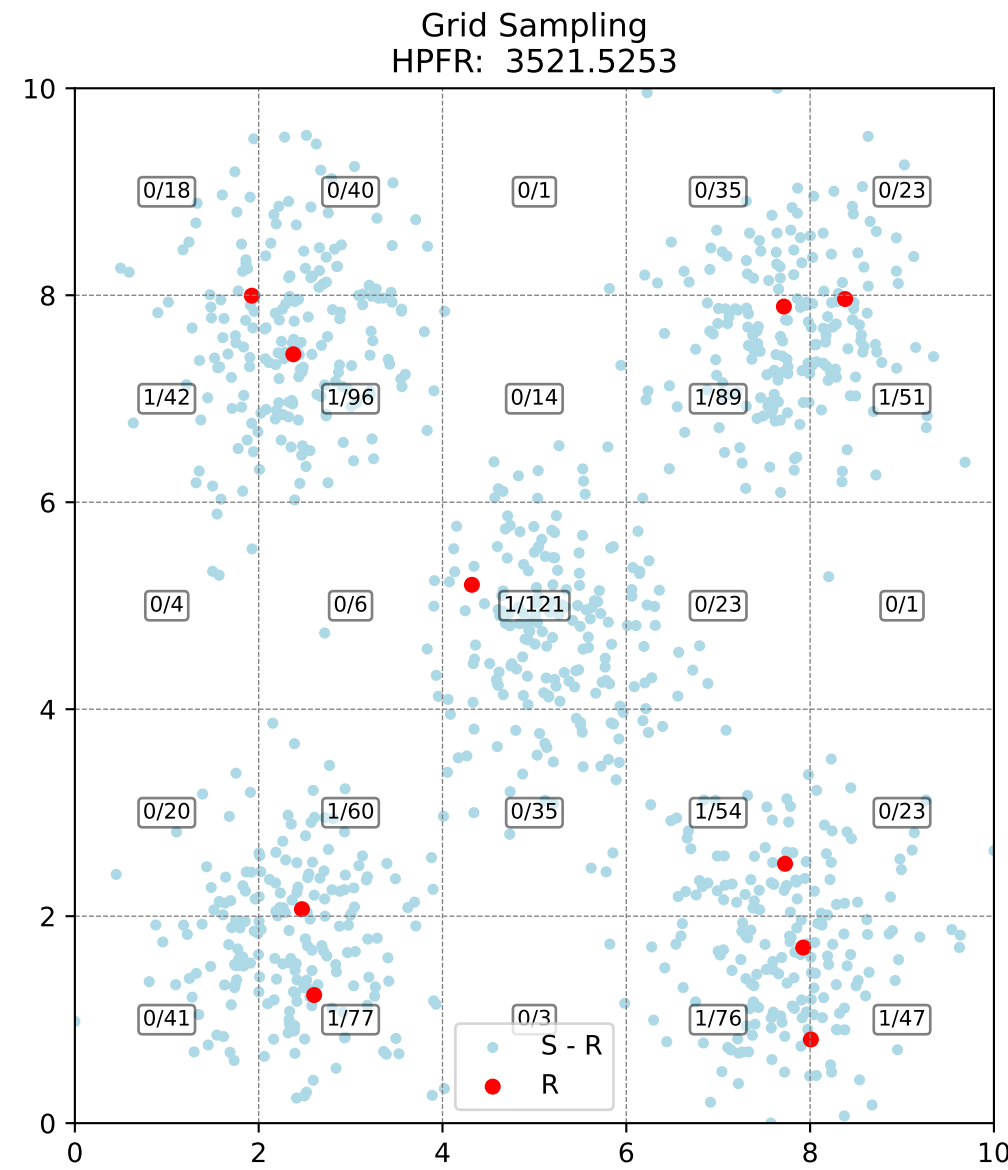 Grid Sampling
HPFR: 3521.5253
10
0/18 0/40 0/1 0/35 0/23
8
1/42 1/96 0/14 1/89 1/51
6
0/4 0/6 1/121 0/23 0/1
4
0/20 1/60 0/35 1/54 0/23
2
0/41 1/77 0/3 1/76 1/47
S - R
R
0
0 2 4 6 8 10